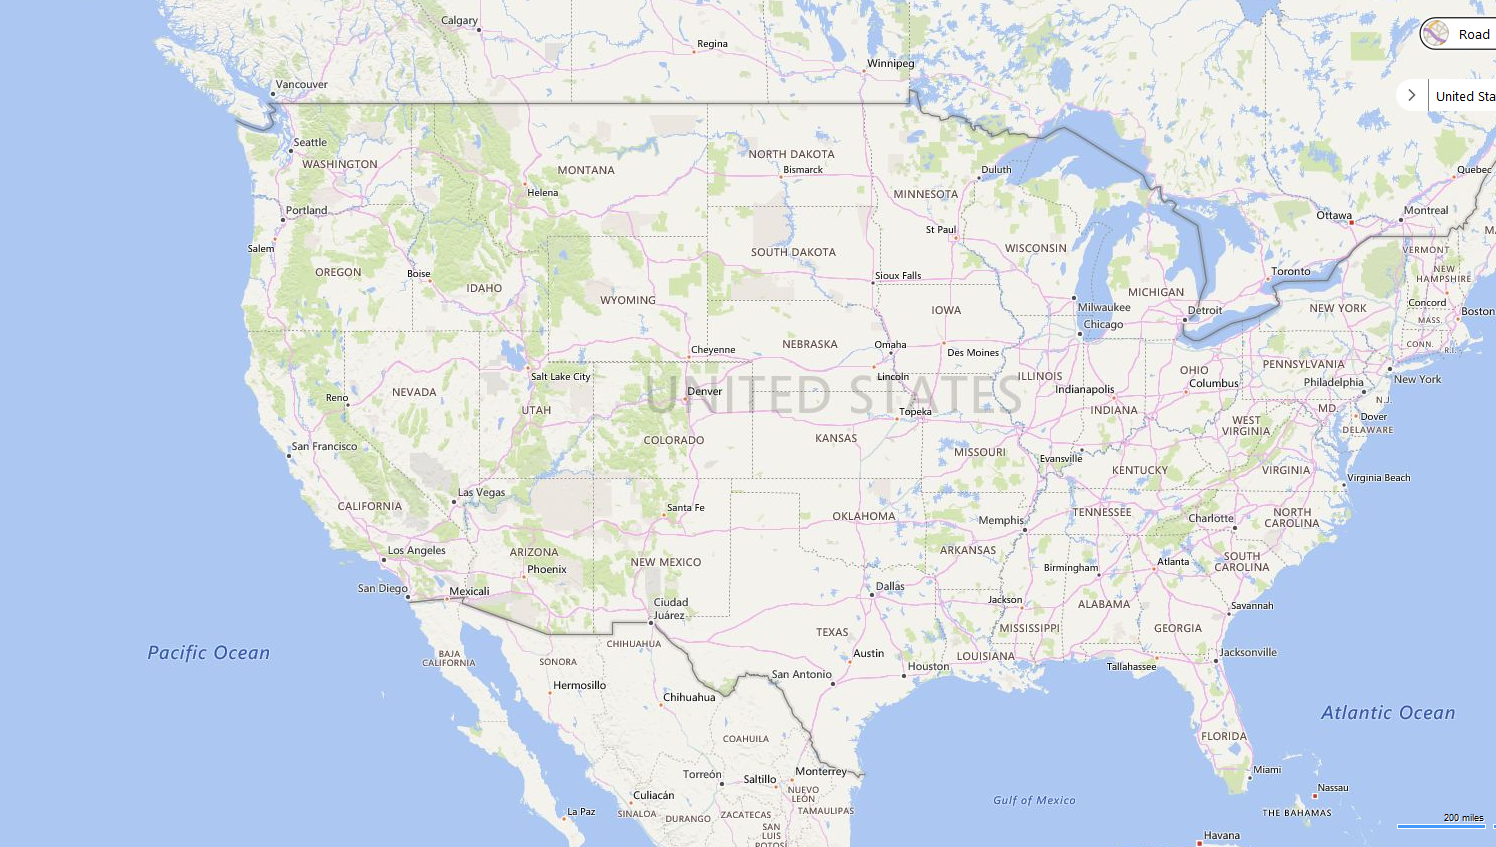 Calgary
Regina
Winnipeg
Road
Vancouver
United Sta
Seattle
WASHINGTON
MONTANA
NORTH DAKOTA
Bismarck
Duluth
Quebec
Helena
MINNESOTA
Portland
Ottawa
Montreal
Salem
St Paul
WISCONSIN
SOUTH DAKOTA
VERMONT
MA
OREGON
Boise
IDAHO
Sioux Falls
Toronto
NEW
HAMPSHIRE
WYOMING
MICHIGAN
IOWA
Milwaukee
Detroit
NEW YORK
Concord
Boston
Chicago
MASS.
Cheyenne
NEBRASKA
Omaha
Des Moines
CONN.
R.I.
Salt Lake City
Lincoln
ILLINOIS
OHIO
PENNSYLVANIA
Philadelphia
New York
NEVADA
Reno
UTAH
Denver
UNITED STATES
Indianapolis
Columbus
INDIANA
N.J.
MD.
Dover
DELAWARE
Topeka
WEST
VIRGINIA
San Francisco
COLORADO
KANSAS
MISSOURI
Evansville
KENTUCKY
VIRGINIA
Virginia Beach
Las Vegas
CALIFORNIA
Santa Fe
OKLAHOMA
Memphis
TENNESSEE
Charlotte
NORTH
CAROLINA
Los Angeles
ARIZONA
Phoenix
NEW MEXICO
ARKANSAS
Birmingham
Atlanta
SOUTH
CAROLINA
San Diego
Mexicali
Ciudad
Juárez
Dallas
Jackson
ALABAMA
Savannah
TEXAS
MISSISSIPPI
GEORGIA
Pacific Ocean
BAJA
CALIFORNIA
SONORA
CHIHUAHUA
Austin
LOUISIANA
Tallahassee
Jacksonville
Hermosillo
Chihuahua
San Antonio
Houston
Atlantic Ocean
COAHUILA
FLORIDA
Torreón
Saltillo
Monterrey
Miami
Nassau
Culiacán
NUEVO
LEÓN
Gulf of Mexico
La Paz
SINALOA
DURANGO
ZACATECAS
TAMAULIPAS
THE BAHAMAS
200 miles
SAN
LUIS
POTOSÍ
Havana